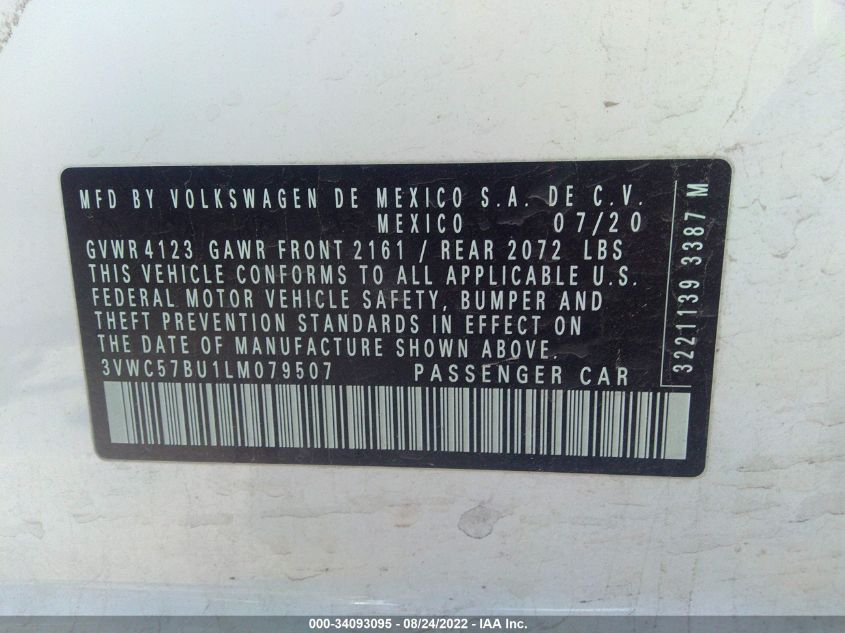 MFD BY VOLKSWAGEN DE MEXICO S.A. DE C.V.
MEXICO 07/20
GVWR 4123 GAWR FRONT 2161 / REAR 2072 LBS
THIS VEHICLE CONFORMS TO ALL APPLICABLE U.S.
FEDERAL MOTOR VEHICLE SAFETY, BUMPER AND
THEFT PREVENTION STANDARDS IN EFFECT ON
THE DATE OF MANUFACTURE SHOWN ABOVE.
3VWC57BU1LM079507 PASSENGER CAR
3221139 3387 M
000-34093095 - 08/24/2022 - IAA Inc.